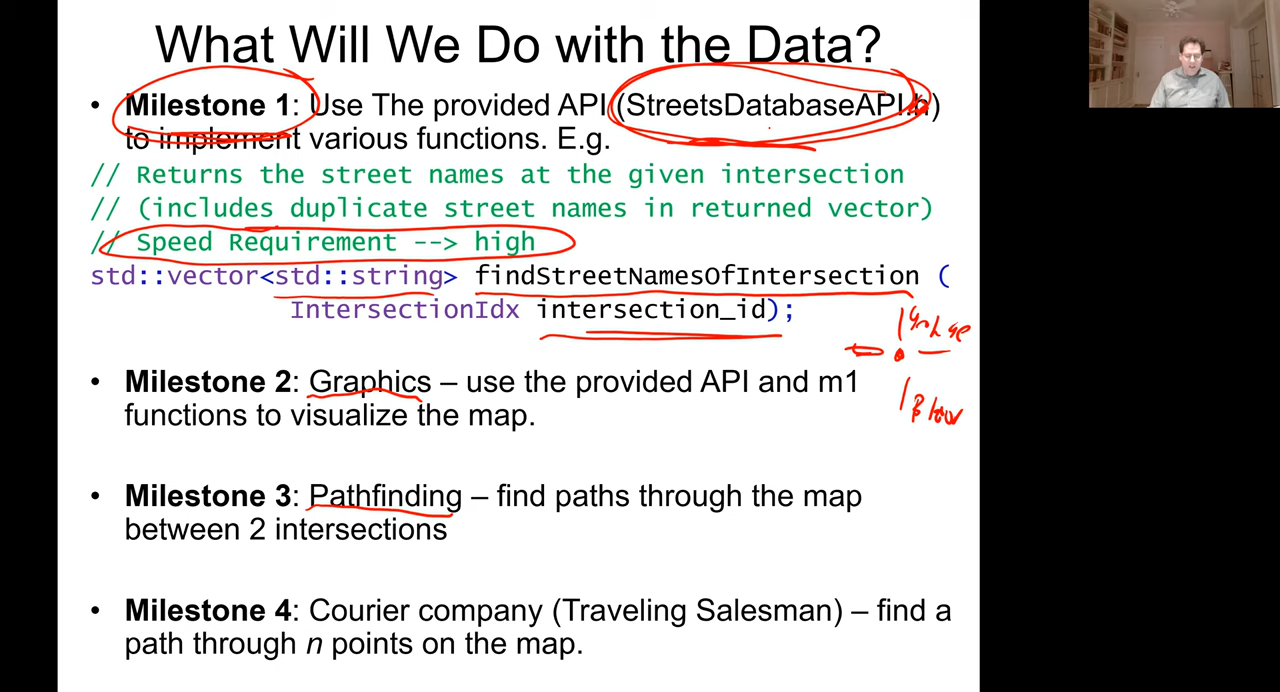 What Will We Do with the Data?
• Milestone 1: Use The provided API (StreetsDatabaseAPI.h)
to implement various functions. E.g.
// Returns the street names at the given intersection
// (includes duplicate street names in returned vector)
// Speed Requirement --> high
std::vector<std::string> findStreetNamesOfIntersection (
IntersectionIdx intersection_id);
• Milestone 2: Graphics – use the provided API and m1
functions to visualize the map.
• Milestone 3: Pathfinding – find paths through the map
between 2 intersections
• Milestone 4: Courier company (Traveling Salesman) – find a
path through n points on the map.